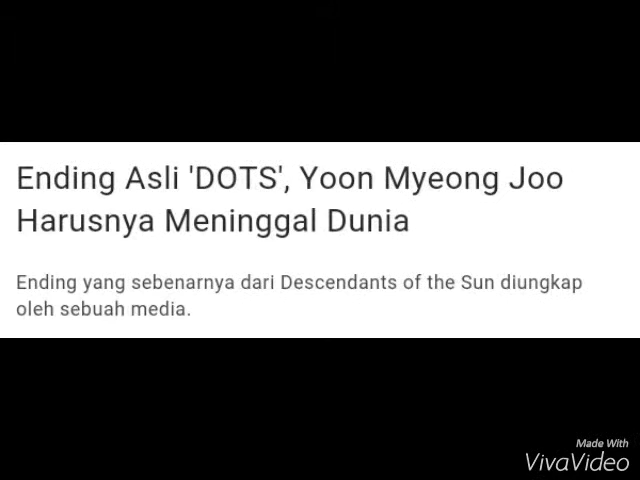 Ending Asli 'DOTS', Yoon Myeong Joo
Harusnya Meninggal Dunia
Ending yang sebenarnya dari Descendants of the Sun diungkap
oleh sebuah media.
Made With
VivaVideo